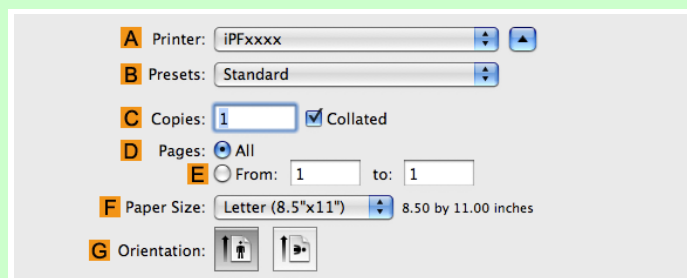 A Printer: iPFxxxx
B Presets: Standard
C Copies: 1 Collated
D Pages: All
E From: 1 to: 1
F Paper Size: Letter (8.5"x11") 8.50 by 11.00 inches
G Orientation: